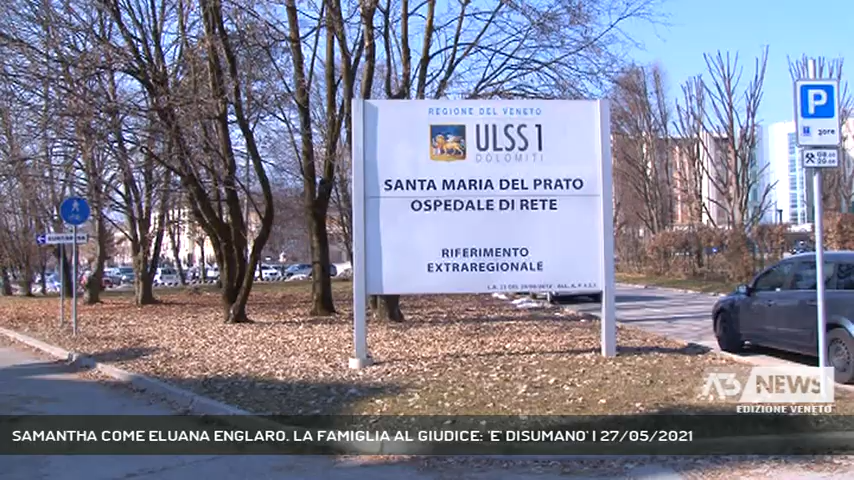 REGIONE DEL VENETO
ULSS 1
DOLOMITI
SANTA MARIA DEL PRATO
OSPEDALE DI RETE
RIFERIMENTO
EXTRAREGIONALE
P
ore
A3 NEWS
EDIZIONE VENETO
SAMANTHA COME ELUANA ENGLARO. LA FAMIGLIA AL GIUDICE: 'E' DISUMANO' | 27/05/2021